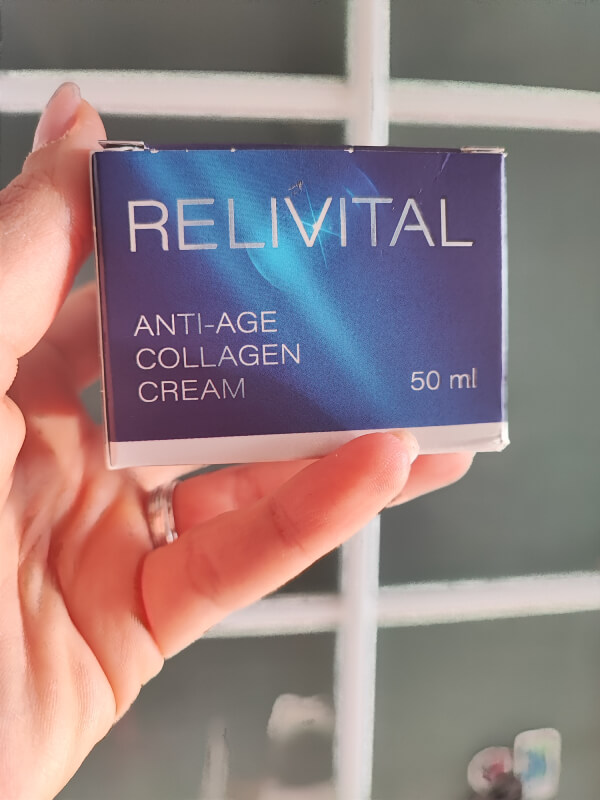 RELIVITAL
ANTI-AGE
COLLAGEN
CREAM
50 ml